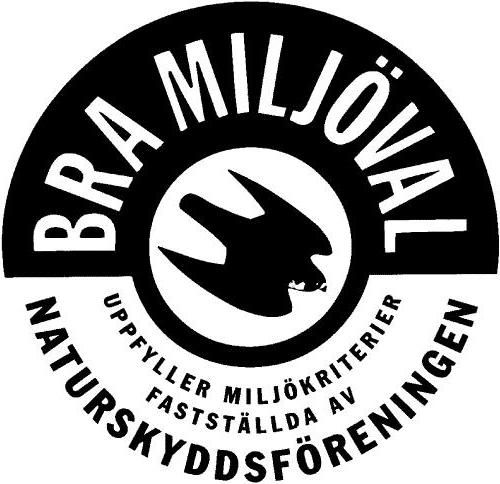 BRA MILJÖVAL
UPPFYLLER MILJÖKRITERIER
FASTSTÄLLDA AV
NATURSKYDDSFÖRENINGEN